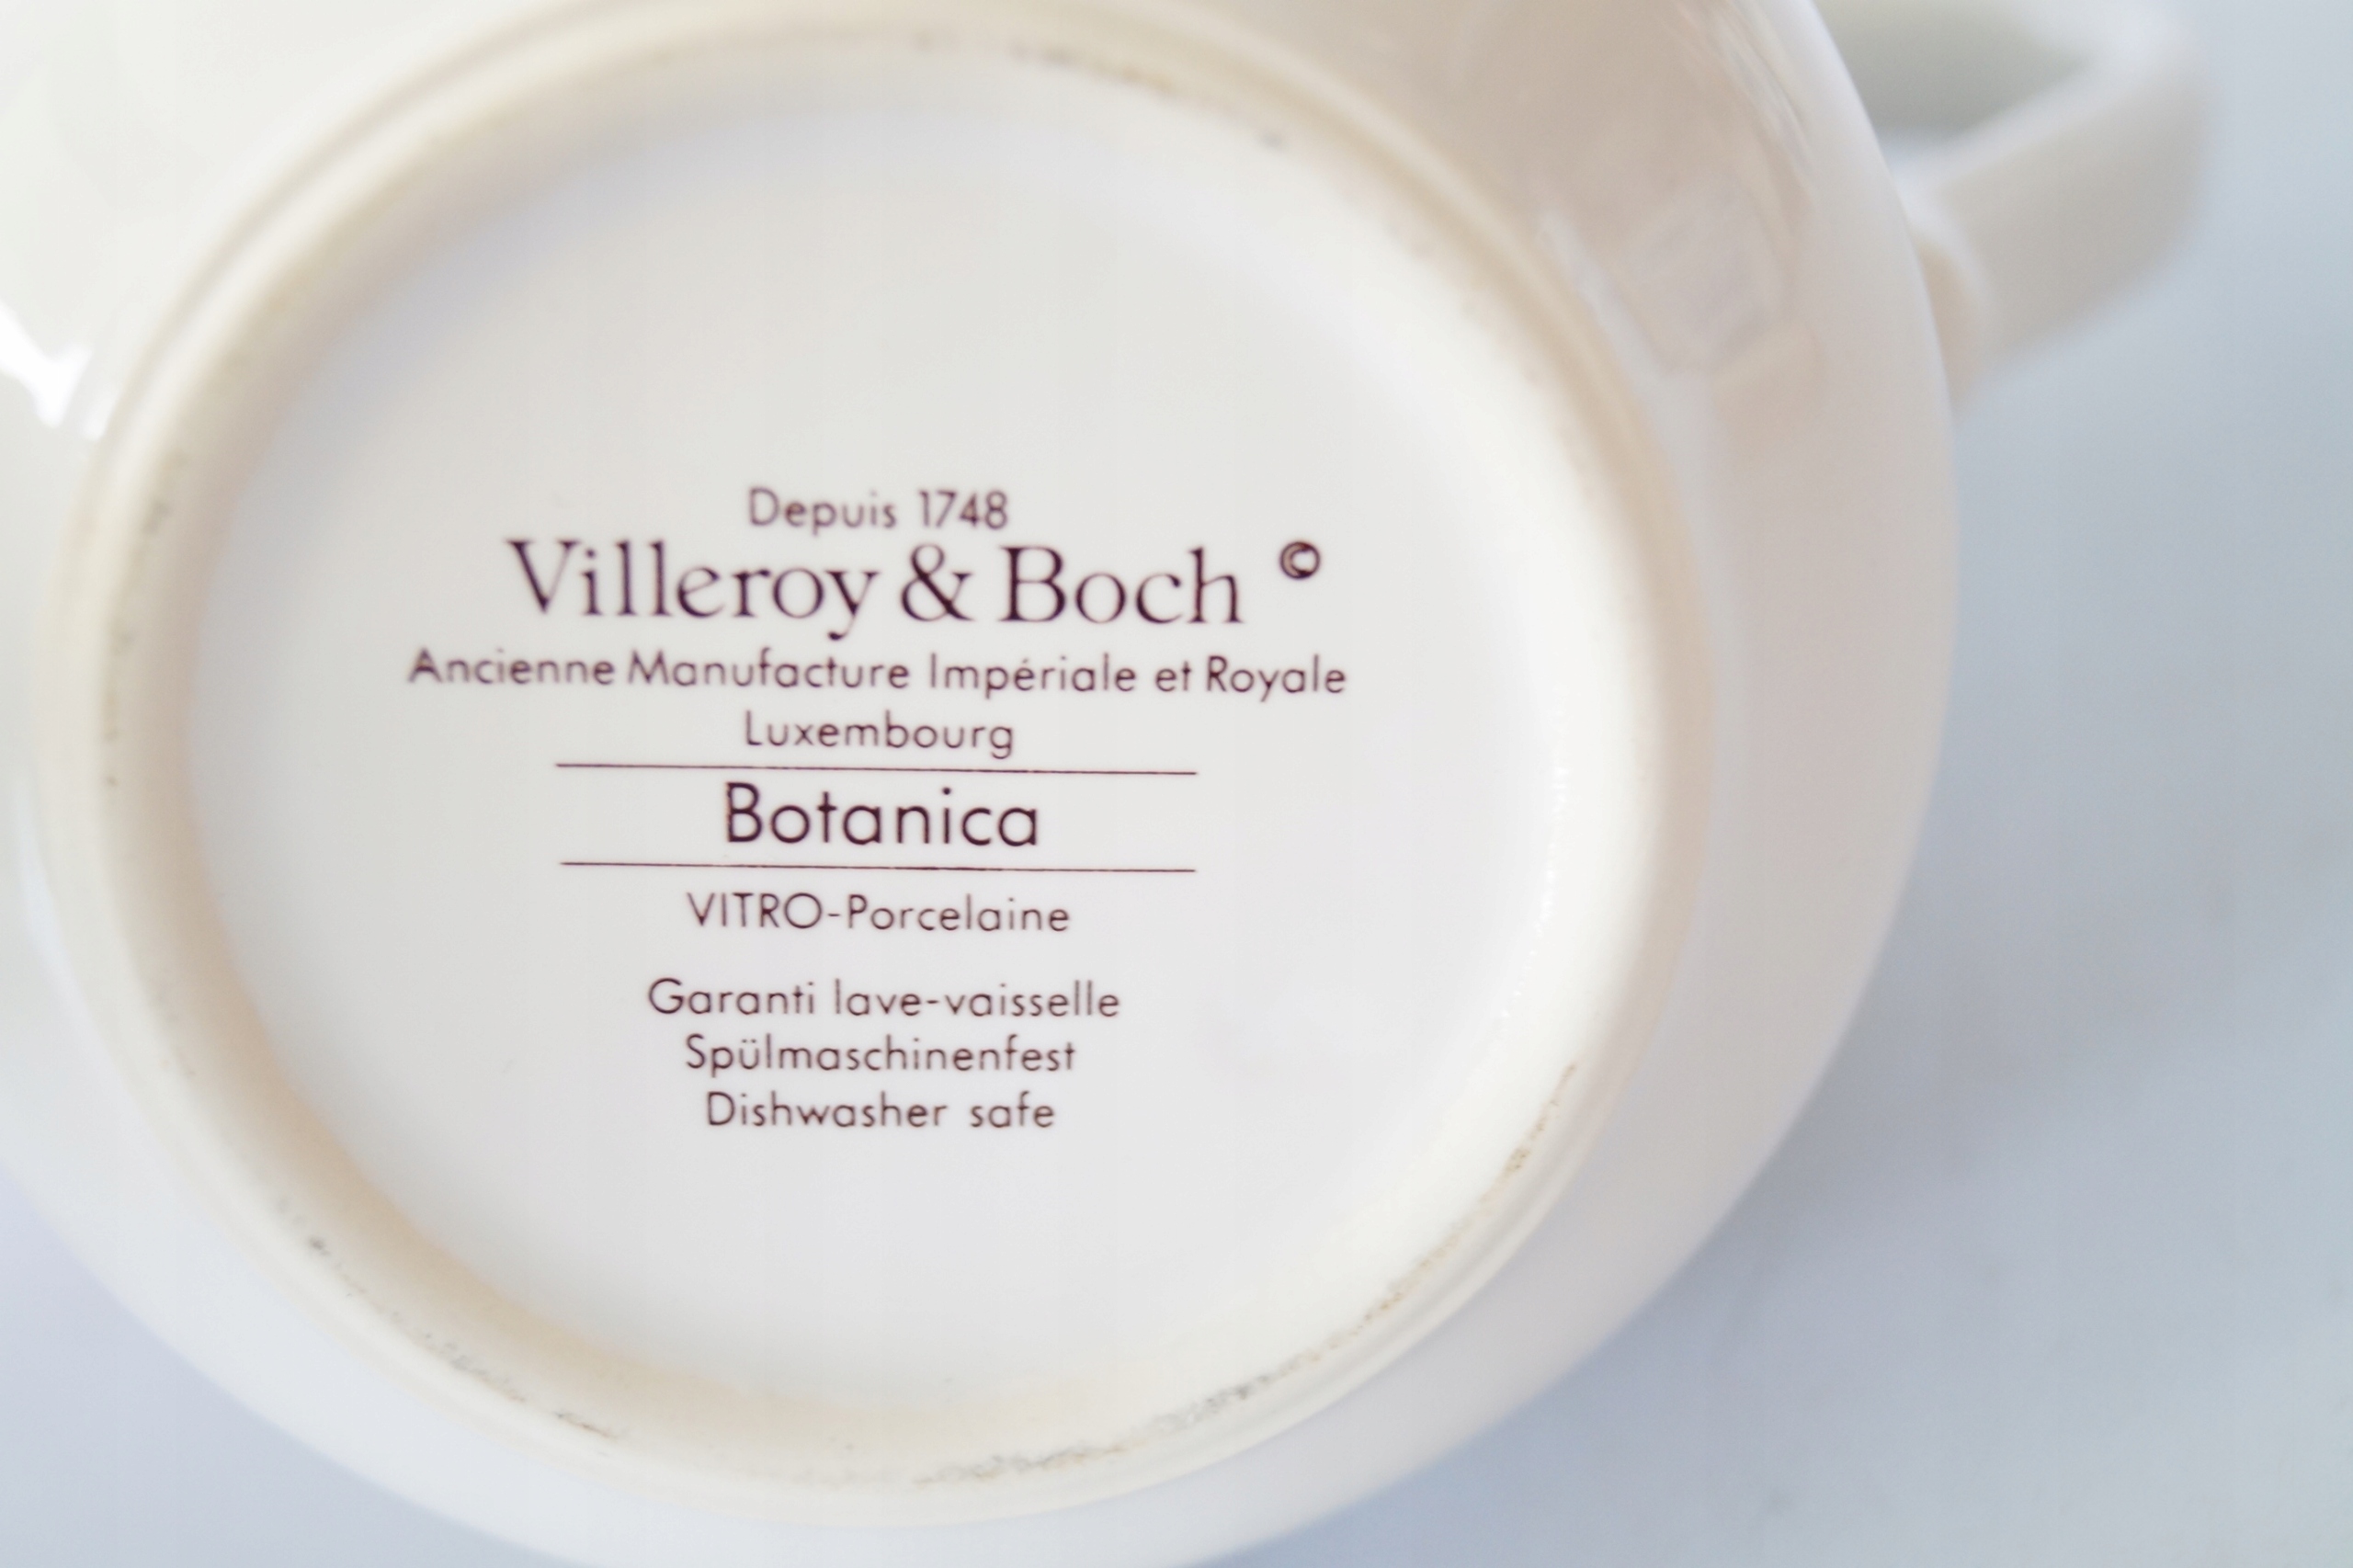 Depuis 1748
Villeroy & Boch ©
Ancienne Manufacture Impériale et Royale
Luxembourg
Botanica
VITRO-Porcelaine
Garanti lave-vaisselle
Spülmaschinenfest
Dishwasher safe